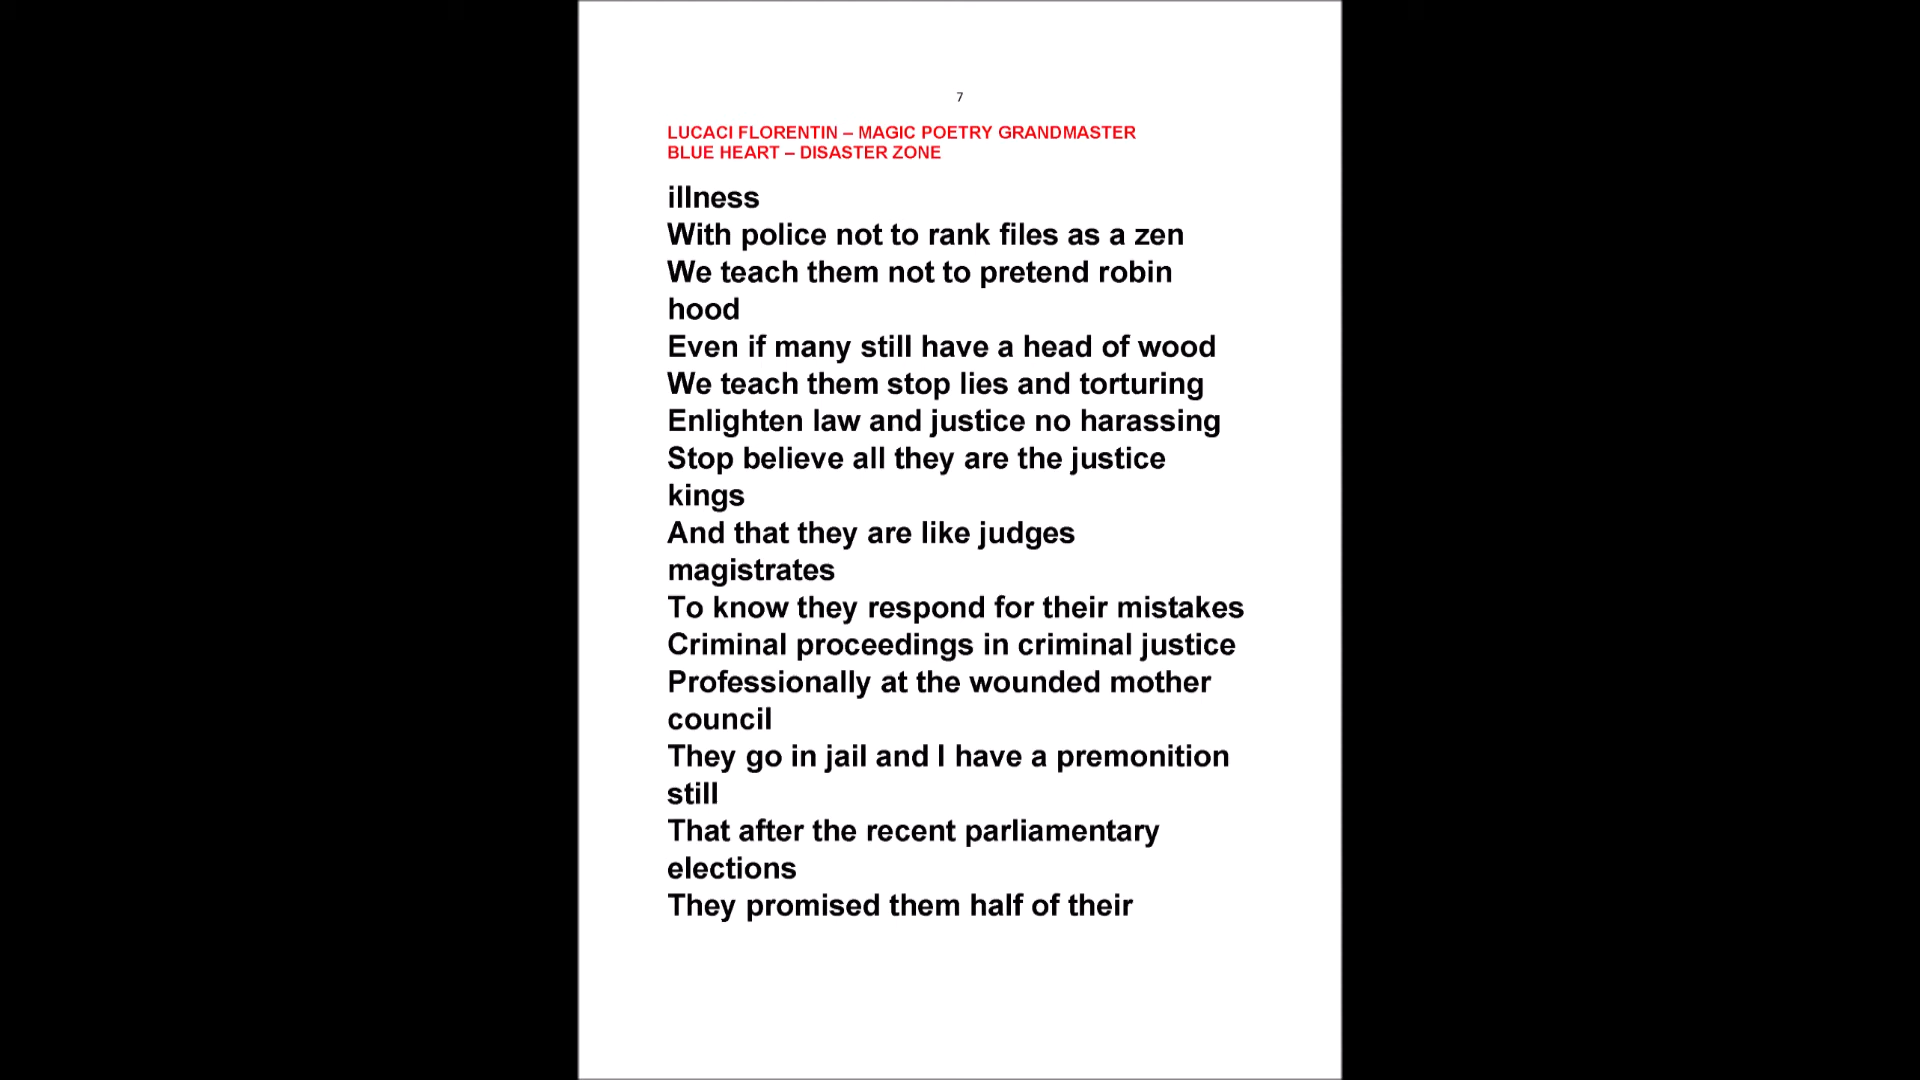 7
LUCACI FLORENTIN – MAGIC POETRY GRANDMASTER
BLUE HEART – DISASTER ZONE
illness
With police not to rank files as a zen
We teach them not to pretend robin
hood
Even if many still have a head of wood
We teach them stop lies and torturing
Enlighten law and justice no harassing
Stop believe all they are the justice
kings
And that they are like judges
magistrates
To know they respond for their mistakes
Criminal proceedings in criminal justice
Professionally at the wounded mother
council
They go in jail and I have a premonition
still
That after the recent parliamentary
elections
They promised them half of their